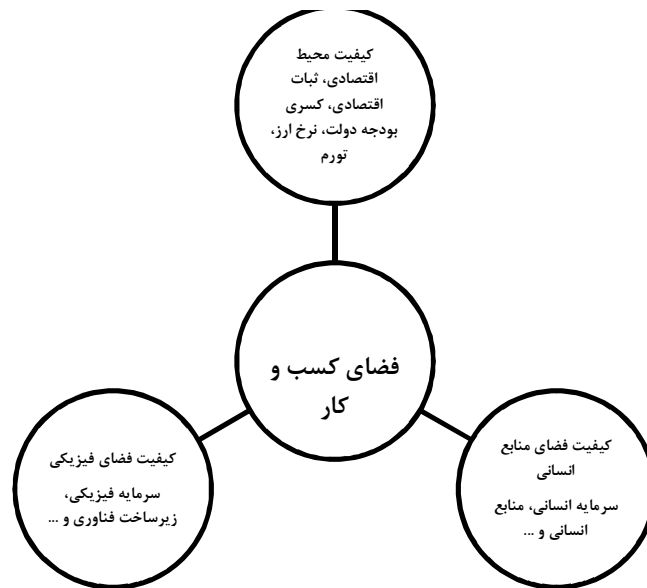 کیفیت محیط
اقتصادی، ثبات
اقتصادی، کسری
بودجه دولت، نرخ ارز،
تورم
فضای کسب و
کار
کیفیت فضای منابع
انسانی
سرمایه انسانی، منابع
انسانی و ...
کیفیت فضای فیزیکی
سرمایه فیزیکی،
زیرساخت فناوری و ...